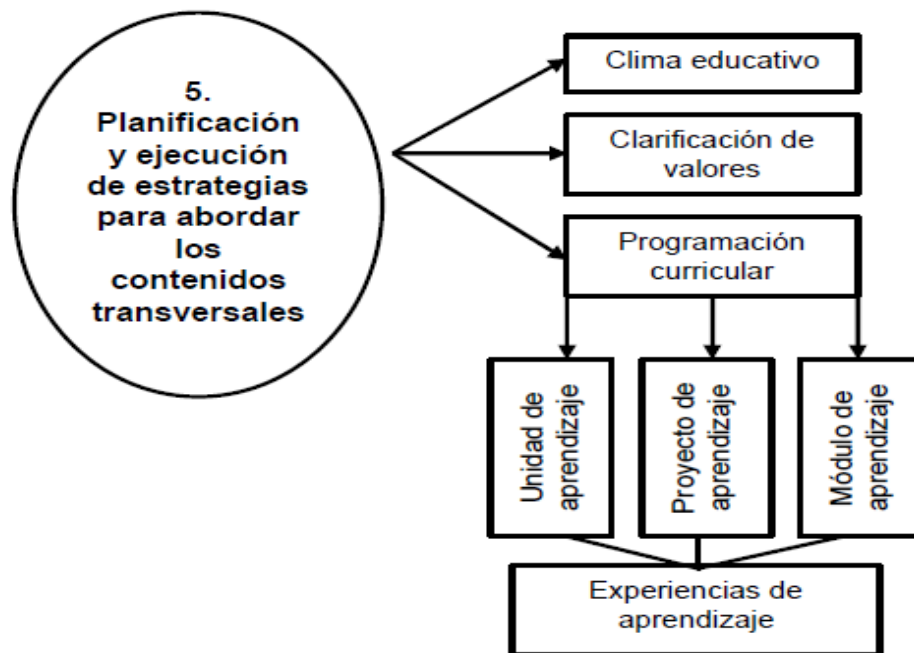 5.
Planificación
y ejecución
de estrategias
para abordar
los
contenidos
transversales
Clima educativo
Clarificación de
valores
Programación
curricular
Unidad de
aprendizaje
Proyecto de
aprendizaje
Módulo de
aprendizaje
Experiencias de
aprendizaje